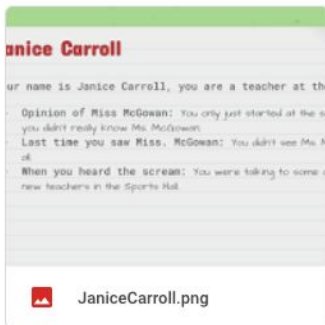 anice Carroll
ur name is Janice Carroll, you are a teacher at th
Opinion of Miss McGowan: You only just started at the s
you didn't really know Ms. McGowan.
Last time you saw Miss. McGowan: You didn't see Ms. M
all
When you heard the scream: You were talking to some o
new teachers in the Sports Hall.
JaniceCarroll.png